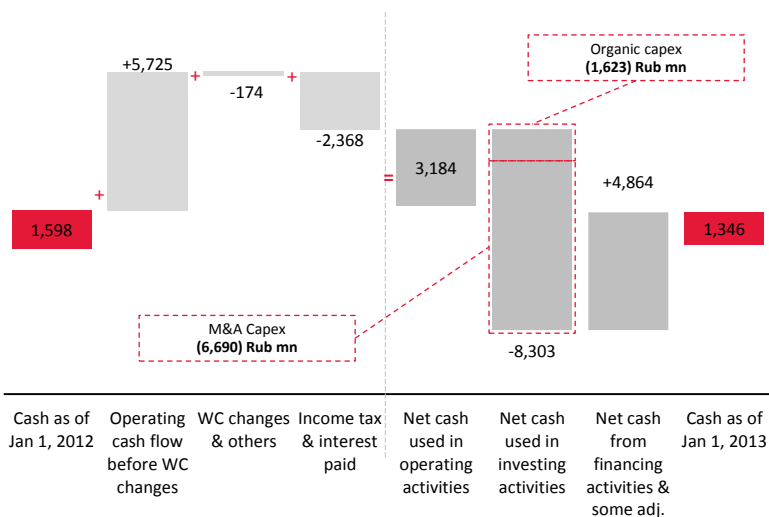 +5,725
+
-174
+
-2,368
+
1,598
=
3,184
Organic capex
(1,623) Rub mn
+4,864
1,346
M&A Capex
(6,690) Rub mn
-8,303
Cash as of
Jan 1, 2012
Operating
cash flow
before WC
changes
WC changes
& others
Income tax
& interest
paid
Net cash
used in
operating
activities
Net cash
used in
investing
activities
Net cash
from
financing
activities &
some adj.
Cash as of
Jan 1, 2013